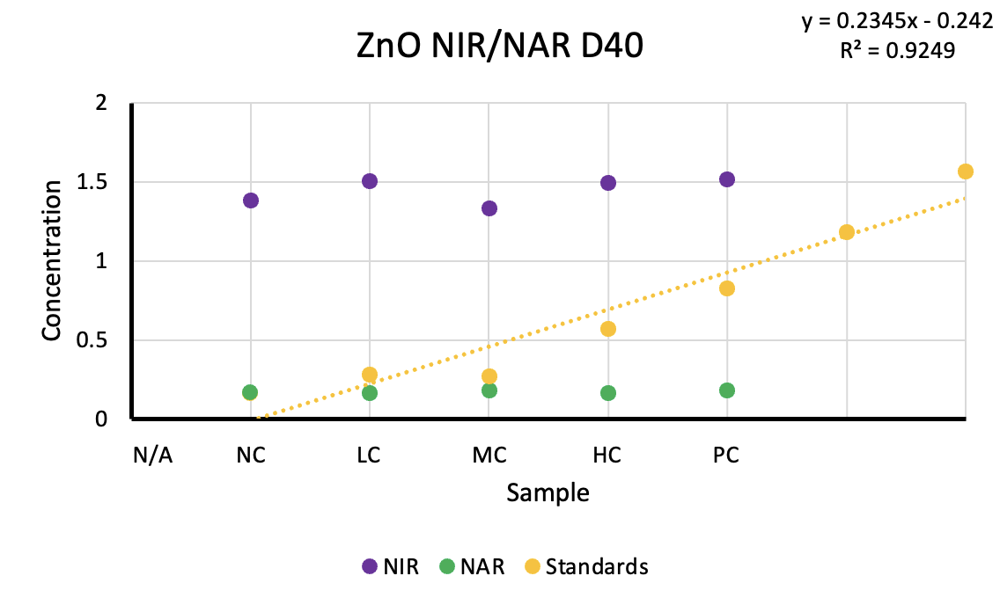 y = 0.2345x - 0.242
R² = 0.9249
ZnO NIR/NAR D40
2
1.5
1
0.5
0
Concentration
N/A NC LC MC HC PC
Sample
NIR NAR Standards